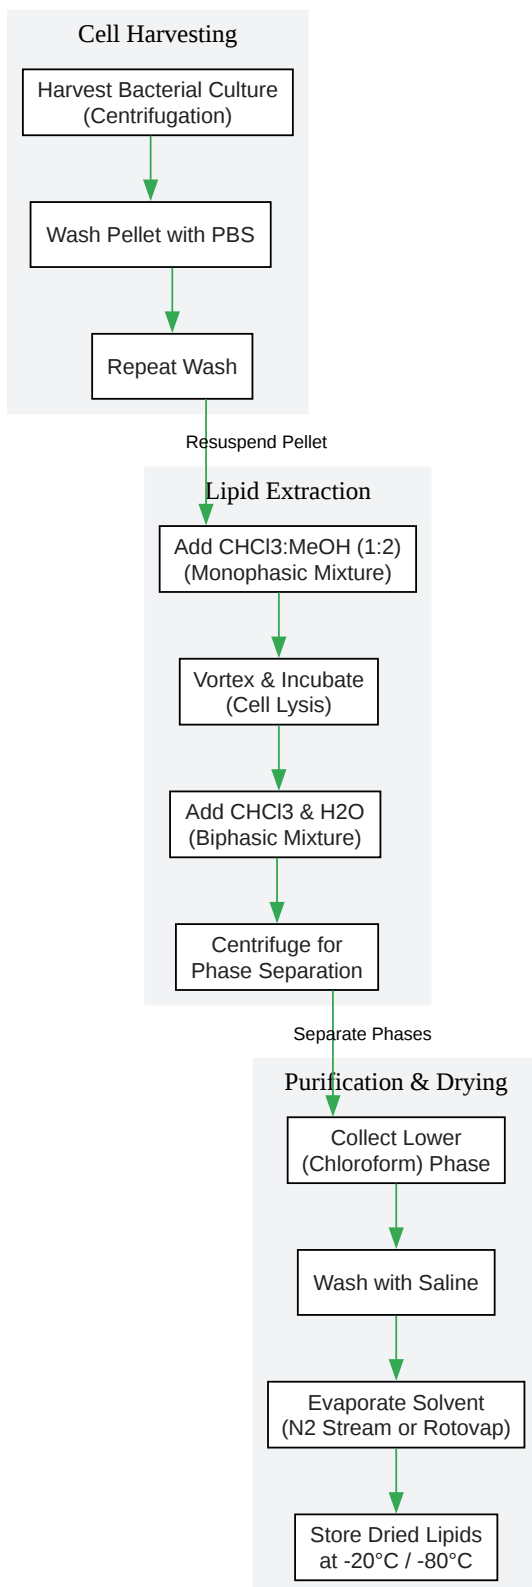 Cell Harvesting
Harvest Bacterial Culture
(Centrifugation)
Wash Pellet with PBS
Repeat Wash
Resuspend Pellet
Lipid Extraction
Add CHCl3:MeOH (1:2)
(Monophasic Mixture)
Vortex & Incubate
(Cell Lysis)
Add CHCl3 & H2O
(Biphasic Mixture)
Centrifuge for
Phase Separation
Separate Phases
Purification & Drying
Collect Lower
(Chloroform) Phase
Wash with Saline
Evaporate Solvent
(N2 Stream or Rotovap)
Store Dried Lipids
at -20°C / -80°C